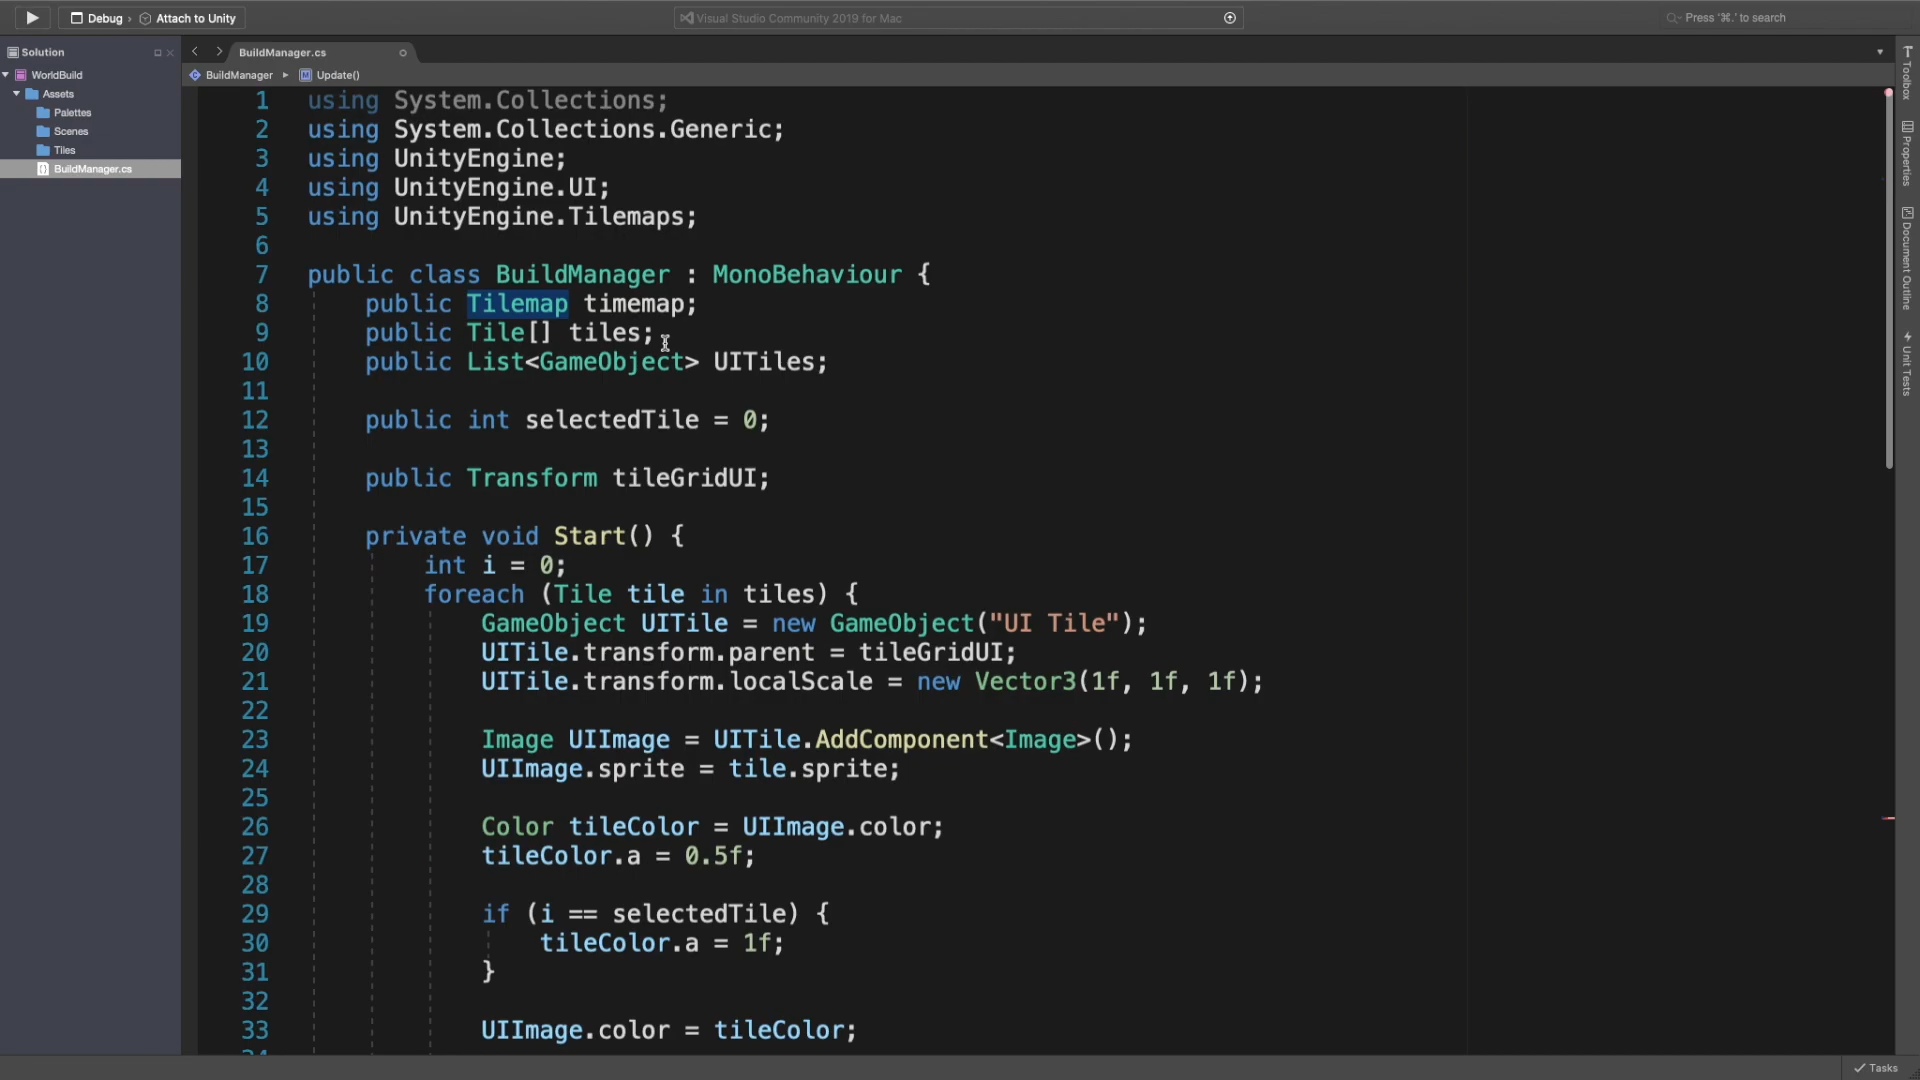 Debug › Attach to Unity
Visual Studio Community 2019 for Mac
Press '⌘.' to search
Solution
WorldBuild
Assets
Palettes
Scenes
Tiles
BuildManager.cs
BuildManager.cs
BuildManager ▸ Update()
1 using System.Collections;
2 using System.Collections.Generic;
3 using UnityEngine;
4 using UnityEngine.UI;
5 using UnityEngine.Tilemaps;
6
7 public class BuildManager : MonoBehaviour {
8 public Tilemap timemap;
9 public Tile[] tiles;
10 public List<GameObject> UITiles;
11
12 public int selectedTile = 0;
13
14 public Transform tileGridUI;
15
16 private void Start() {
17 int i = 0;
18 foreach (Tile tile in tiles) {
19 GameObject UITile = new GameObject("UI Tile");
20 UITile.transform.parent = tileGridUI;
21 UITile.transform.localScale = new Vector3(1f, 1f, 1f);
22
23 Image UIImage = UITile.AddComponent<Image>();
24 UIImage.sprite = tile.sprite;
25
26 Color tileColor = UIImage.color;
27 tileColor.a = 0.5f;
28
29 if (i == selectedTile) {
30 tileColor.a = 1f;
31 }
32
33 UIImage.color = tileColor;
Toolbox
Properties
Document Outline
Unit Tests
Tasks